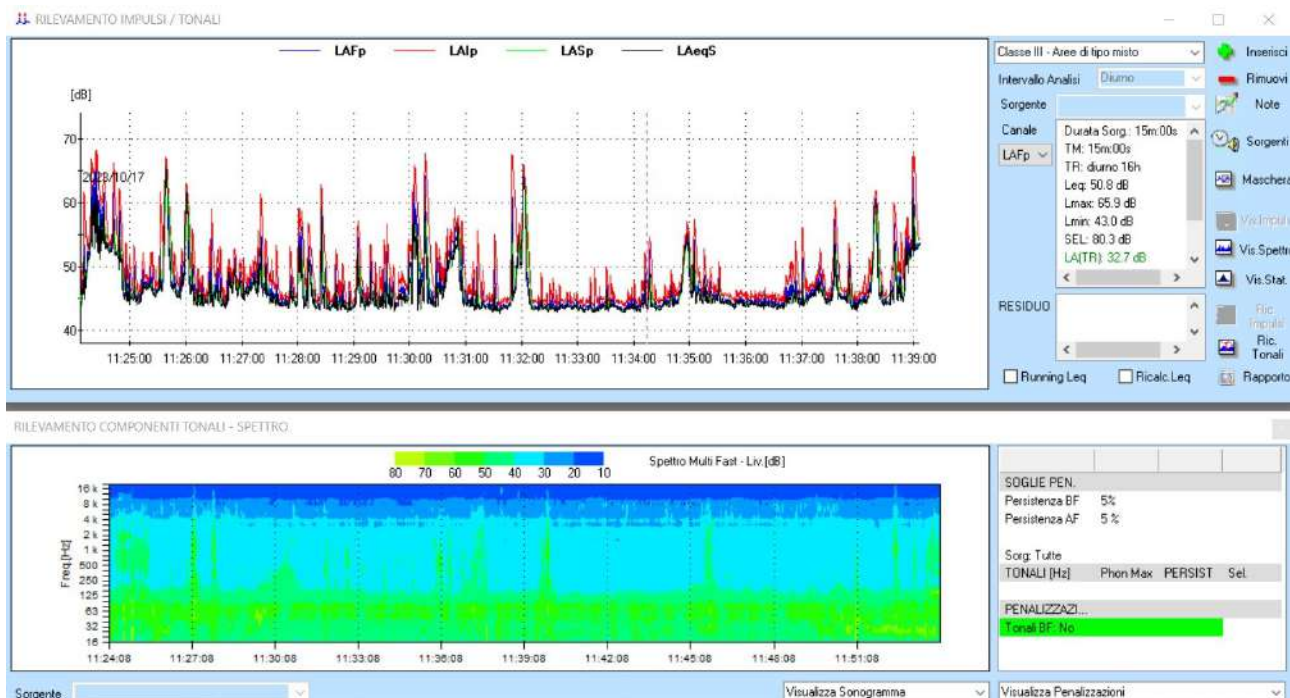 RILEVAMENTO IMPULSI / TONALI
LAFp LAIp LASp LAeqS
[dB]
70
60
50
40
2023/10/17
11:25:00 11:26:00 11:27:00 11:28:00 11:29:00 11:30:00 11:31:00 11:32:00 11:33:00 11:34:00 11:35:00 11:36:00 11:37:00 11:38:00 11:39:00
Classe III - Aree di tipo misto
Intervallo Analisi Diurno
Sorgente
Canale
LAFp
Durata Sorg.: 15m:00s
TM: 15m:00s
TR: diurno 16h
Leq: 50.8 dB
Lmax: 65.9 dB
Lmin: 43.0 dB
SEL: 80.3 dB
LA(TR): 32.7 dB
RESIDUO
Running Leq Ricalc.Leq
Inserisci
Rimuovi
Note
Sorgenti
Maschera
Vis.Impuls
Vis.Spettro
Vis.Stat.
Ric.
Impulsi
Ric.
Tonali
Rapporto
RILEVAMENTO COMPONENTI TONALI - SPETTRO.
80 70 60 50 40 30 20 10
Spettro Multi Fast - Liv.[dB]
Freq.[Hz]
16 k
8 k
4 k
2 k
1 k
500
250
125
63
32
16
11:24:08 11:27:08 11:30:08 11:33:08 11:36:08 11:39:08 11:42:08 11:45:08 11:48:08 11:51:08
SOGLIE PEN.
Persistenza BF 5%
Persistenza AF 5 %
Sorg: Tutte
TONALI [Hz] Phon Max PERSIST Sel.
PENALIZZAZI...
Tonali BF: No
Sorgente
Visualizza Sonogramma
Visualizza Penalizzazioni